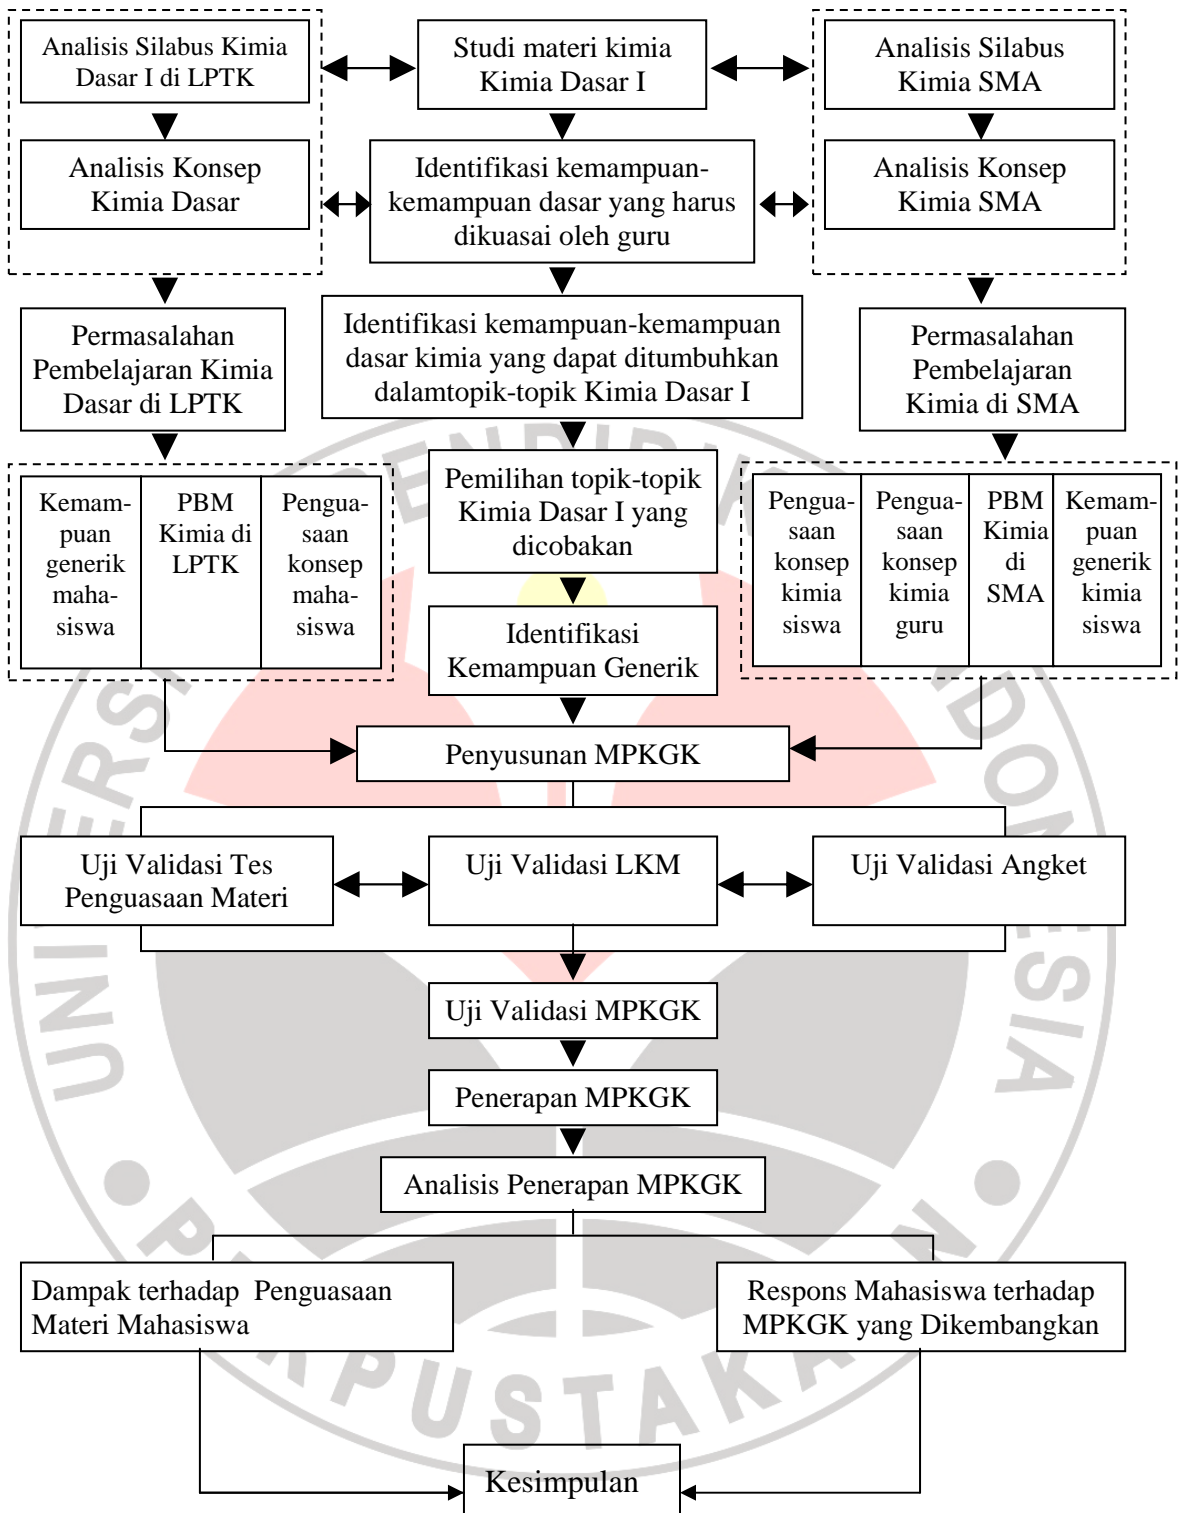 Analisis Silabus Kimia
Dasar I di LPTK
Studi materi kimia
Kimia Dasar I
Analisis Silabus
Kimia SMA
Analisis Konsep
Kimia Dasar
Identifikasi kemampuan-
kemampuan dasar yang harus
dikuasai oleh guru
Analisis Konsep
Kimia SMA
Permasalahan
Pembelajaran Kimia
Dasar di LPTK
Identifikasi kemampuan-kemampuan
dasar kimia yang dapat ditumbuhkan
dalamtopik-topik Kimia Dasar I
Permasalahan
Pembelajaran
Kimia di SMA
Kemam-
puan
generik
maha-
siswa
PBM
Kimia di
LPTK
Pengua-
saan
konsep
maha-
siswa
Pemilihan topik-topik
Kimia Dasar I yang
dicobakan
Pengua-
saan
konsep
kimia
siswa
Pengua-
saan
konsep
kimia
guru
PBM
Kimia
di
SMA
Kemam-
puan
generik
kimia
siswa
Identifikasi
Kemampuan Generik
Penyusunan MPKGK
Uji Validasi Tes
Penguasaan Materi
Uji Validasi LKM
Uji Validasi Angket
Uji Validasi MPKGK
Penerapan MPKGK
Analisis Penerapan MPKGK
Dampak terhadap  Penguasaan
Materi Mahasiswa
Respons Mahasiswa terhadap
MPKGK yang Dikembangkan
Kesimpulan